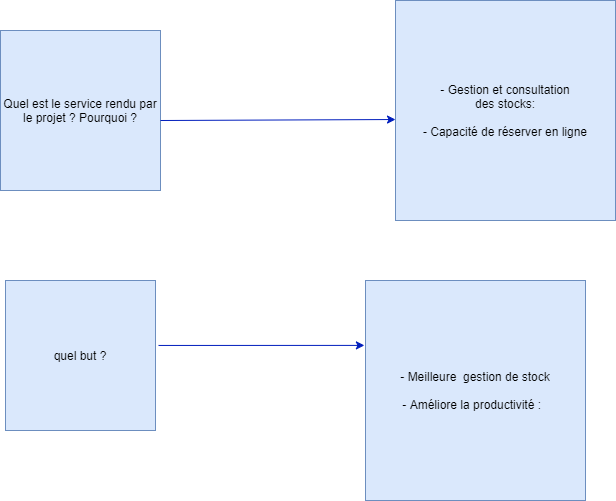 Quel est le service rendu par
le projet ? Pourquoi ?
- Gestion et consultation
des stocks:
- Capacité de réserver en ligne
quel but ?
- Meilleure  gestion de stock
- Améliore la productivité :